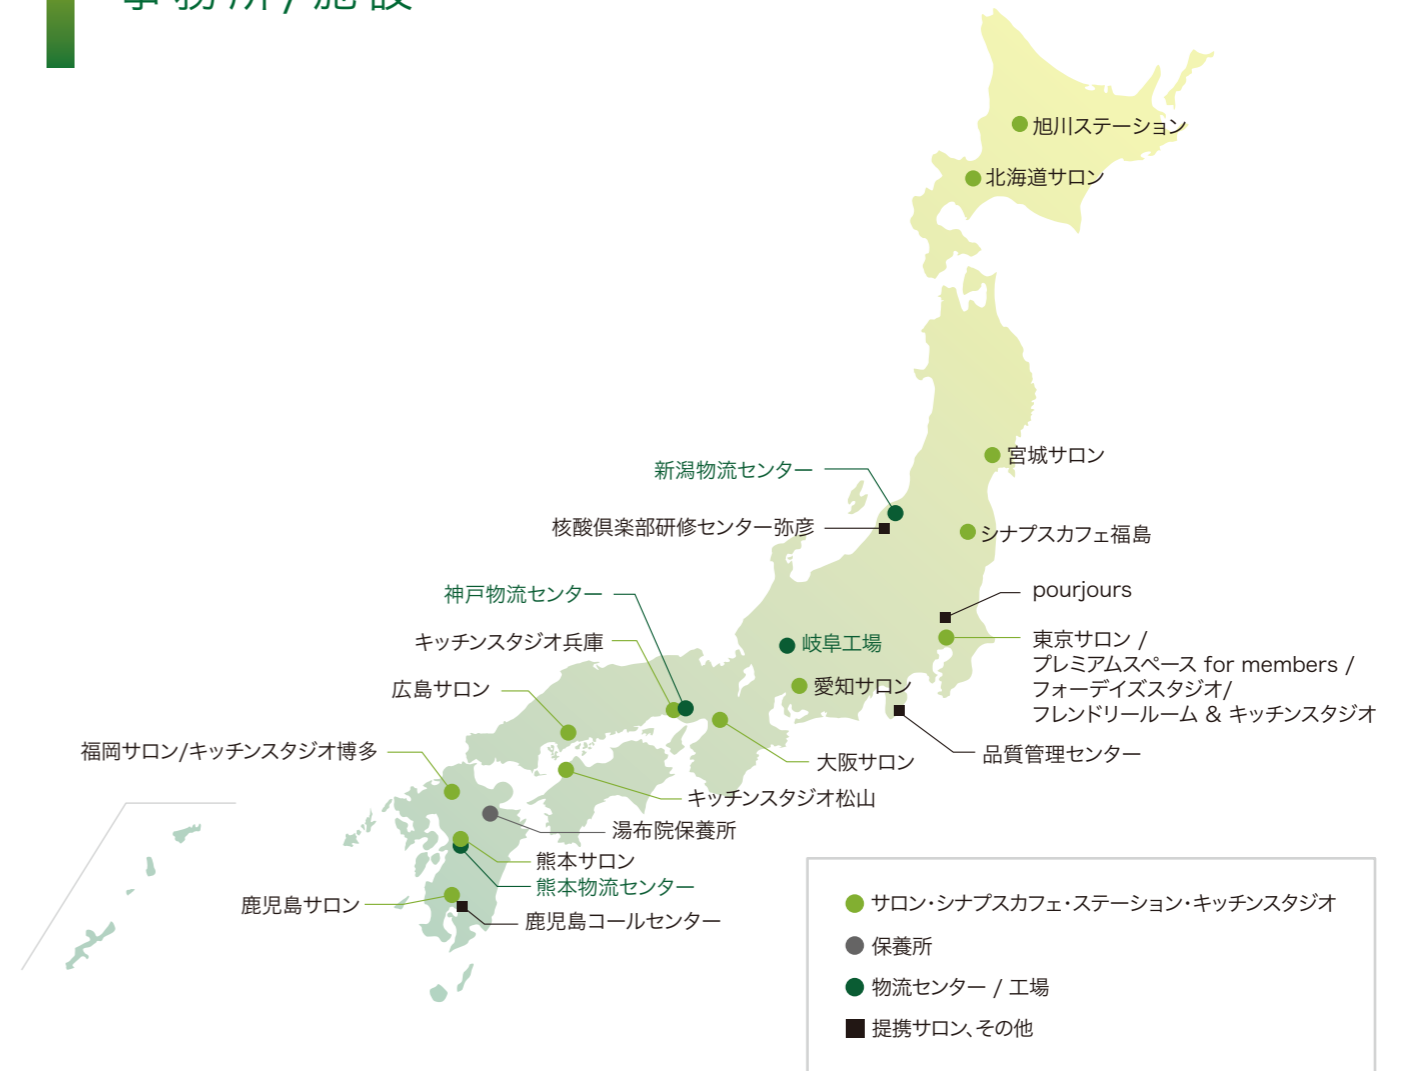 事務所/施設
旭川ステーション
北海道サロン
宮城サロン
新潟物流センター
核酸倶楽部研修センター弥彦
シナプスカフェ福島
神戸物流センター
pourjours
キッチンスタジオ兵庫
岐阜工場
東京サロン /
プレミアムスペース for members /
フォーデイズスタジオ/
フレンドリールーム & キッチンスタジオ
広島サロン
愛知サロン
福岡サロン/キッチンスタジオ博多
大阪サロン
品質管理センター
キッチンスタジオ松山
湯布院保養所
熊本サロン
熊本物流センター
鹿児島サロン
鹿児島コールセンター
サロン・シナプスカフェ・ステーション・キッチンスタジオ
保養所
物流センター / 工場
提携サロン、その他